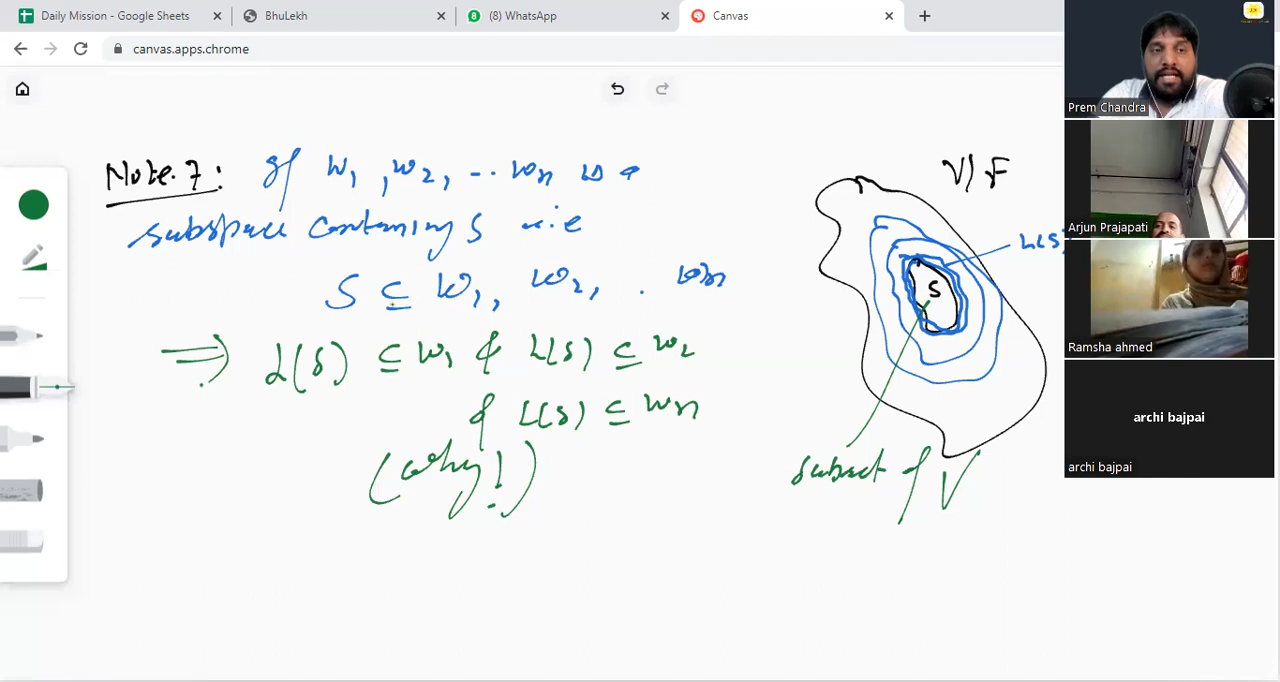 Daily Mission - Google Sheets
BhuLekh
(8) WhatsApp
Canvas
canvas.apps.chrome
Note.7: If W1, W2, -.. Wn is a
subspace containing S i.e
S ⊆ W1, W2, . Wn
⇒ L(S) ⊆ W1 & L(S) ⊆ W2
& L(S) ⊆ Wn
(why!)
V/F
L(S)
S
subset of V
Prem Chandra
Arjun Prajapati
Ramsha ahmed
archi bajpai
archi bajpai